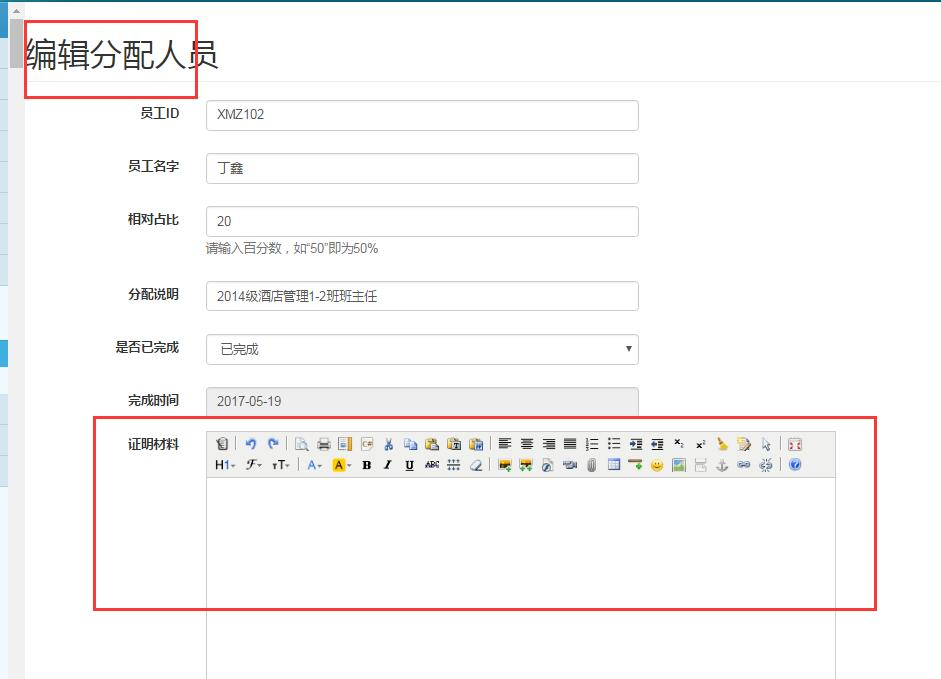 编辑分配人员
员工ID XMZ102
员工名字 丁鑫
相对占比 20
请输入百分数，如“50”即为50%
分配说明 2014级酒店管理1-2班班主任
是否已完成 已完成
完成时间 2017-05-19
证明材料
H1 F тT A A B I U ABC